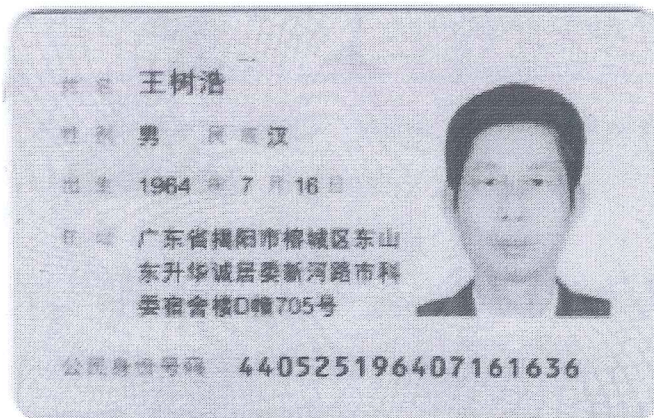 姓名 王树浩
性别 男 民族 汉
出生 1964 年 7 月 16 日
住址 广东省揭阳市榕城区东山
东升华诚居委新河路市科
委宿舍楼D幢705号
公民身份号码 440525196407161636